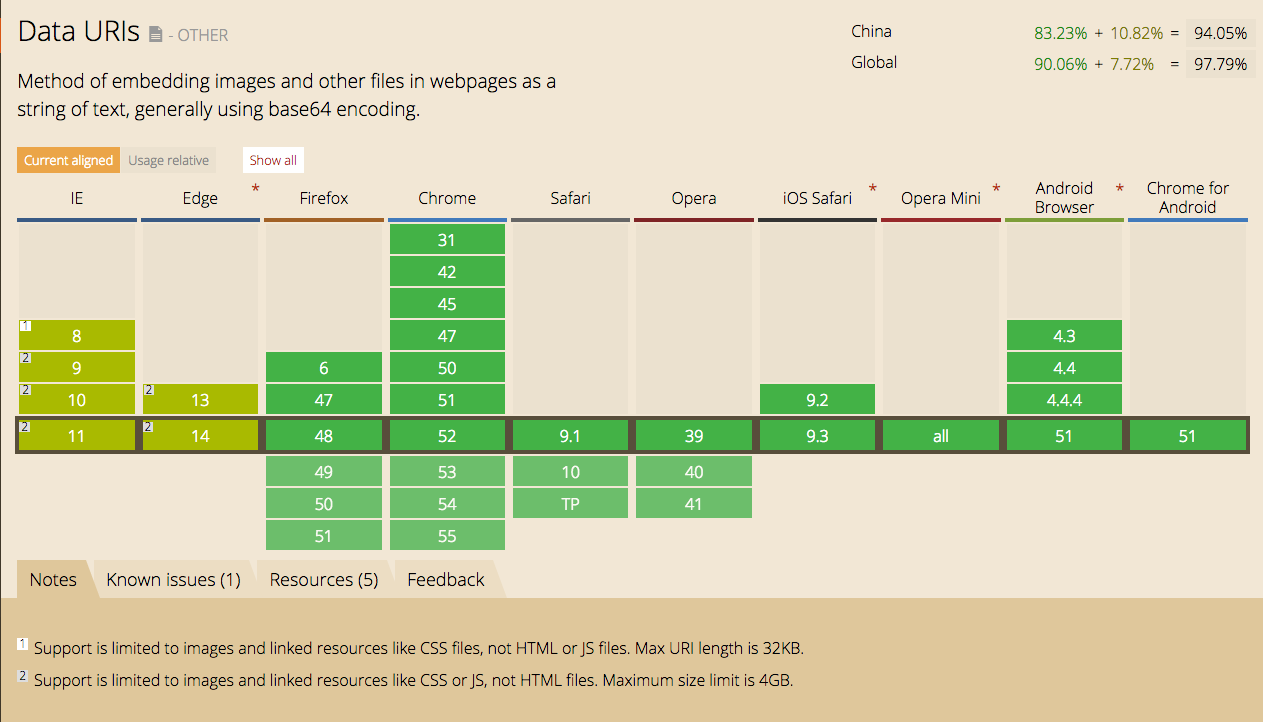 Data URIs - OTHER
China 83.23% + 10.82% = 94.05%
Global 90.06% + 7.72% = 97.79%
Method of embedding images and other files in webpages as a
string of text, generally using base64 encoding.
Current aligned Usage relative Show all
IE Edge * Firefox Chrome Safari Opera iOS Safari * Opera Mini * Android Browser * Chrome for Android
31
42
45
1 8 47 4.3
2 9 6 50 4.4
2 10 2 13 47 51 9.2 4.4.4
2 11 2 14 48 52 9.1 39 9.3 all 51 51
49 53 10 40
50 54 TP 41
51 55
Notes Known issues (1) Resources (5) Feedback
1 Support is limited to images and linked resources like CSS files, not HTML or JS files. Max URI length is 32KB.
2 Support is limited to images and linked resources like CSS or JS, not HTML files. Maximum size limit is 4GB.